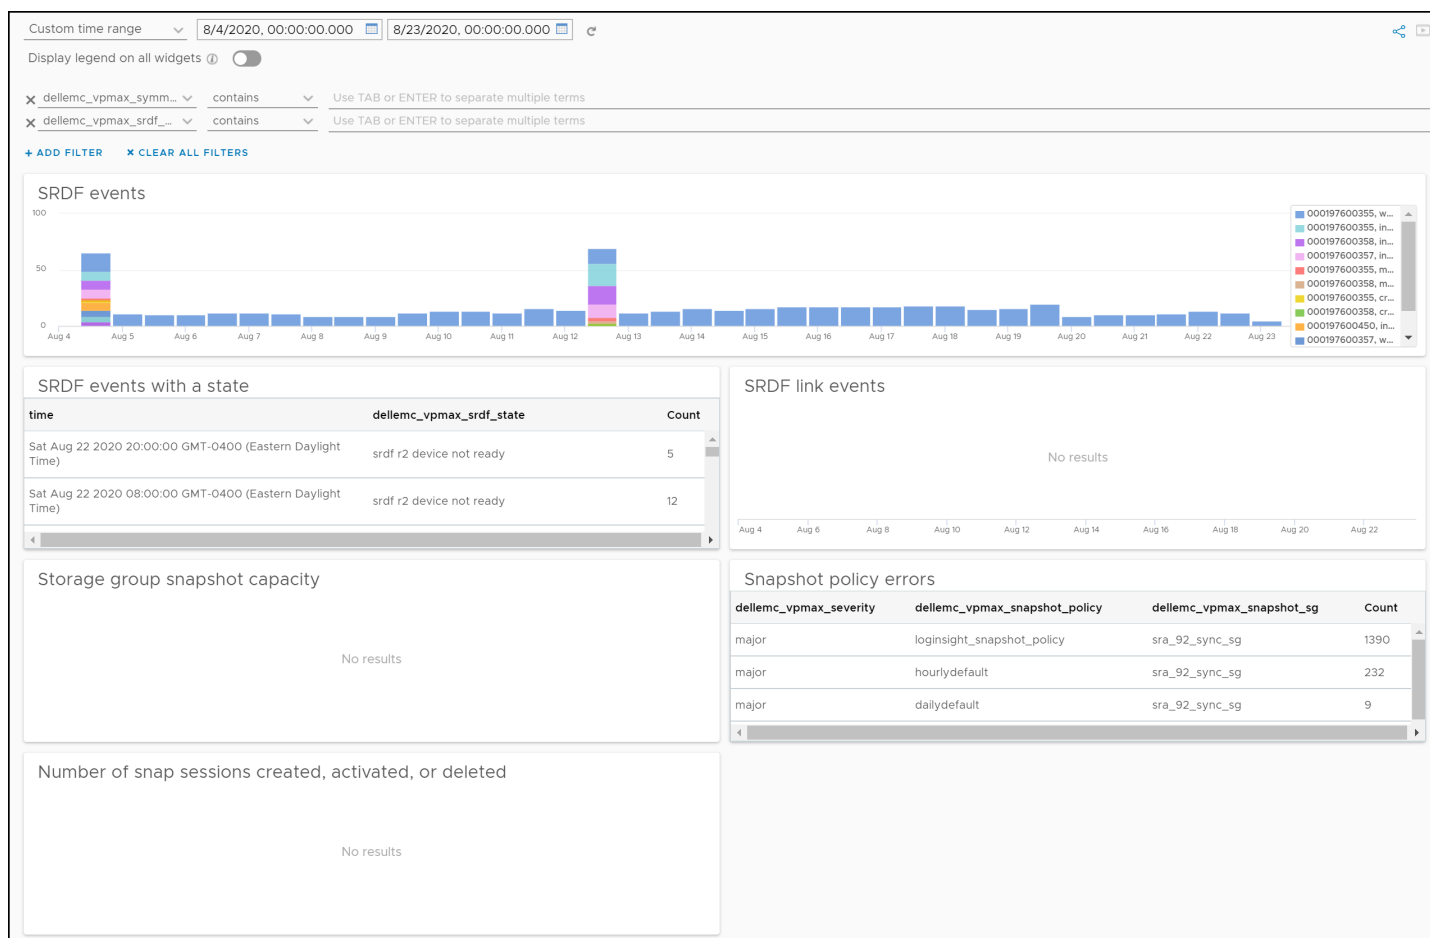 Custom time range 8/4/2020, 00:00:00.000 8/23/2020, 00:00:00.000
Display legend on all widgets
dellemc_vpmax_symm... contains Use TAB or ENTER to separate multiple terms
dellemc_vpmax_srdf_... contains Use TAB or ENTER to separate multiple terms
+ ADD FILTER × CLEAR ALL FILTERS
SRDF events
100
50
0
Aug 4 Aug 5 Aug 6 Aug 7 Aug 8 Aug 9 Aug 10 Aug 11 Aug 12 Aug 13 Aug 14 Aug 15 Aug 16 Aug 17 Aug 18 Aug 19 Aug 20 Aug 21 Aug 22 Aug 23
000197600355, w...
000197600355, in...
000197600358, in...
000197600357, in...
000197600355, m...
000197600358, m...
000197600355, cr...
000197600358, cr...
000197600450, in...
000197600357, w...
SRDF events with a state
time dellemc_vpmax_srdf_state Count
Sat Aug 22 2020 20:00:00 GMT-0400 (Eastern Daylight
Time) srdf r2 device not ready 5
Sat Aug 22 2020 08:00:00 GMT-0400 (Eastern Daylight
Time) srdf r2 device not ready 12
SRDF link events
No results
Aug 4 Aug 6 Aug 8 Aug 10 Aug 12 Aug 14 Aug 16 Aug 18 Aug 20 Aug 22
Storage group snapshot capacity
No results
Snapshot policy errors
dellemc_vpmax_severity dellemc_vpmax_snapshot_policy dellemc_vpmax_snapshot_sg Count
major loginsight_snapshot_policy sra_92_sync_sg 1390
major hourlydefault sra_92_sync_sg 232
major dailydefault sra_92_sync_sg 9
Number of snap sessions created, activated, or deleted
No results